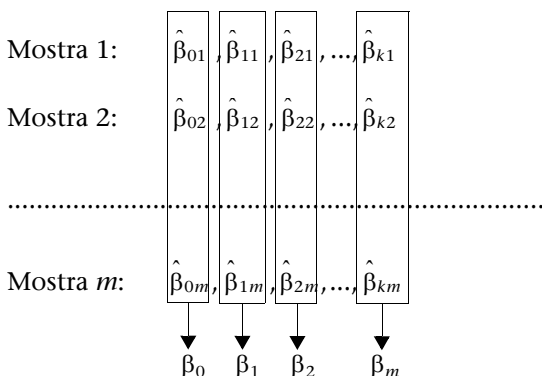 Mostra 1: β̂₀₁, β̂₁₁, β̂₂₁, ..., β̂ₖ₁
Mostra 2: β̂₀₂, β̂₁₂, β̂₂₂, ..., β̂ₖ₂
Mostra m: β̂₀ₘ, β̂₁ₘ, β̂₂ₘ, ..., β̂ₖₘ
β₀ β₁ β₂ βₘ